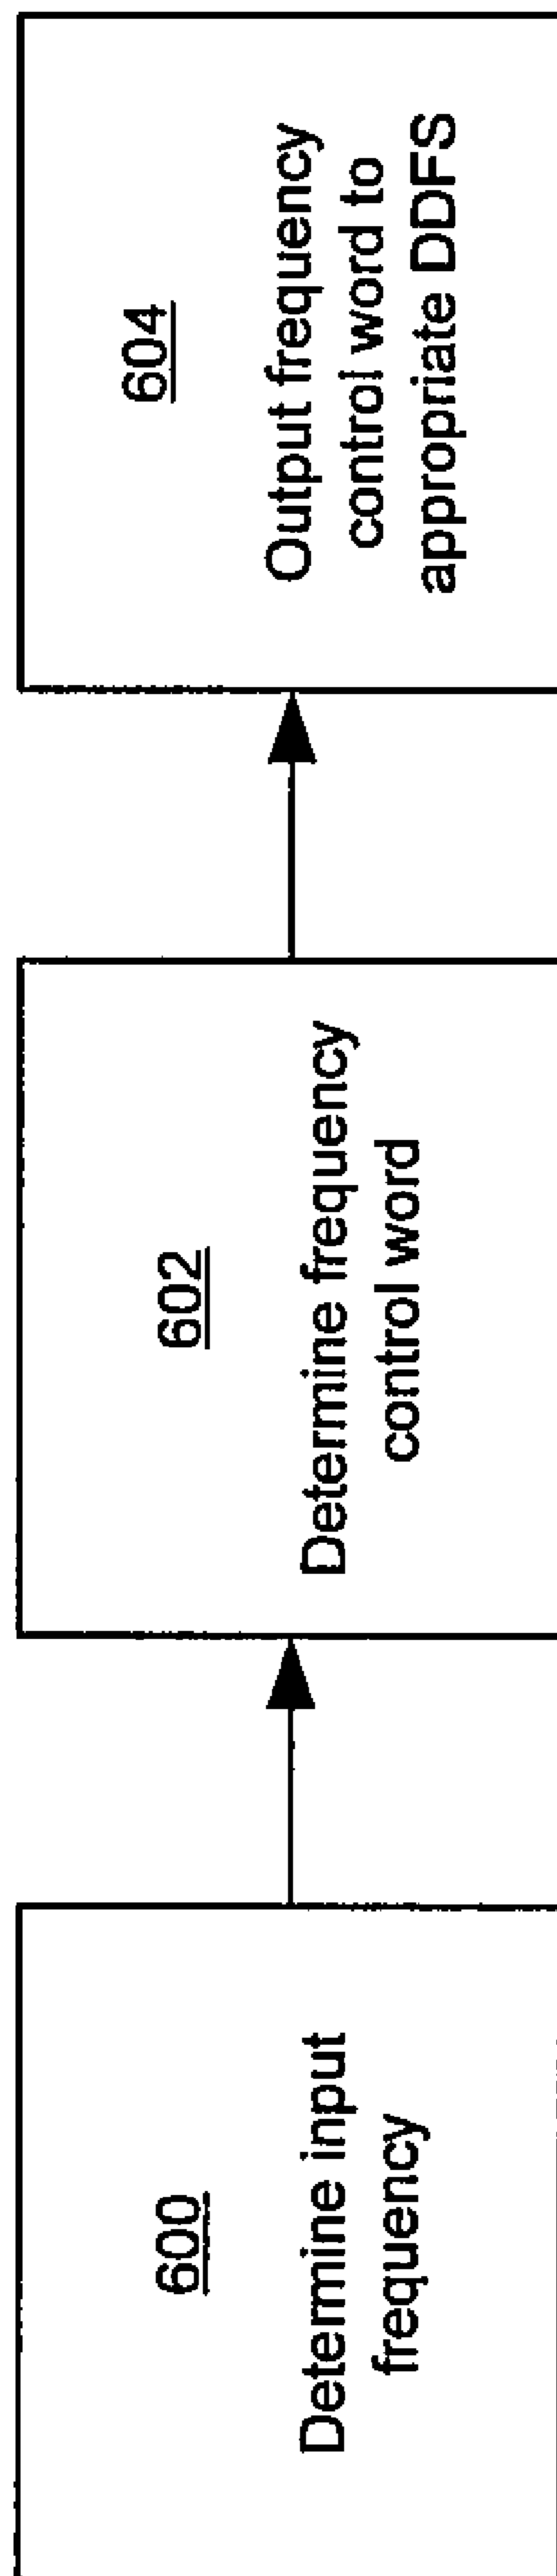 600
Determine input
frequency
602
Determine frequency
control word
604
Output frequency
control word to
appropriate DDFS